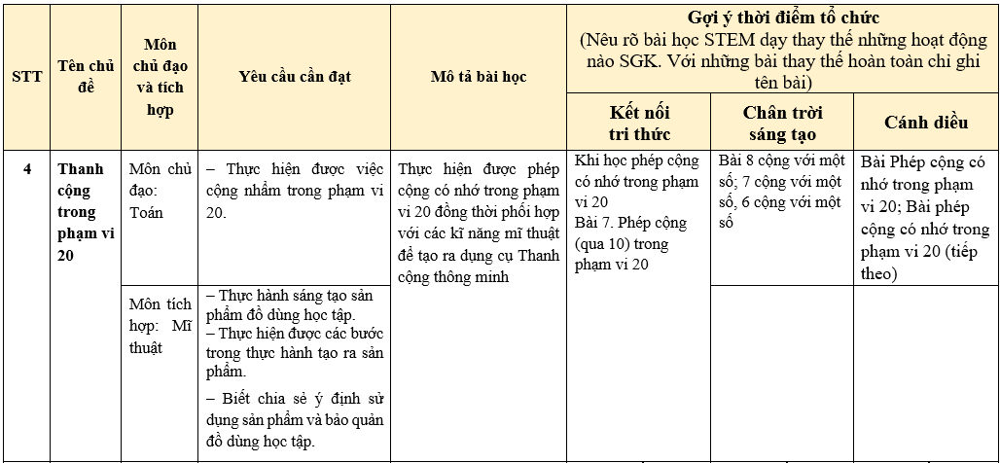 STT
Tên chủ
đề
Môn
chủ đạo
và tích
hợp
Yêu cầu cần đạt
Mô tả bài học
Gợi ý thời điểm tổ chức
(Nêu rõ bài học STEM dạy thay thế những hoạt động
nào SGK. Với những bài thay thế hoàn toàn chỉ ghi
tên bài)
Kết nối
tri thức
Chân trời
sáng tạo
Cánh diều
4
Thanh
cộng
trong
phạm vi
20
Môn chủ
đạo:
Toán
– Thực hiện được việc
cộng nhẩm trong phạm vi
20.
Thực hiện được phép
cộng có nhớ trong phạm
vi 20 đồng thời phối hợp
với các kĩ năng mĩ thuật
để tạo ra dụng cụ Thanh
cộng thông minh
Khi học phép cộng
có nhớ trong phạm
vi 20
Bài 7. Phép cộng
(qua 10) trong
phạm vi 20
Bài 8 cộng với một
số; 7 cộng với một
số, 6 cộng với một
số
Bài Phép cộng có
nhớ trong phạm
vi 20; Bài phép
cộng có nhớ trong
phạm vi 20 (tiếp
theo)
Môn tích
hợp: Mĩ
thuật
– Thực hành sáng tạo sản
phẩm đồ dùng học tập.
– Thực hiện được các bước
trong thực hành tạo ra sản
phẩm.
– Biết chia sẻ ý định sử
dụng sản phẩm và bảo quản
đồ dùng học tập.